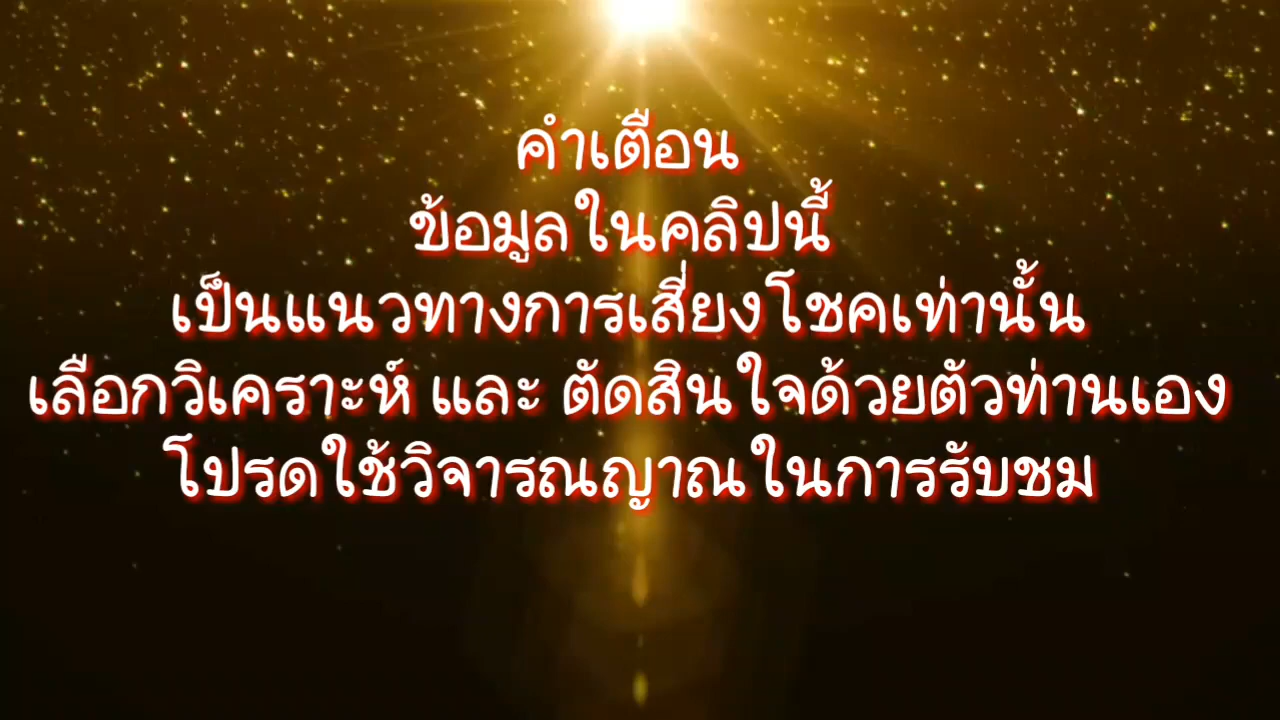 คำเตือน
ข้อมูลในคลิปนี้
เป็นแนวทางการเสี่ยงโชคเท่านั้น
เลือกวิเคราะห์ และ ตัดสินใจด้วยตัวท่านเอง
โปรดใช้วิจารณญาณในการรับชม